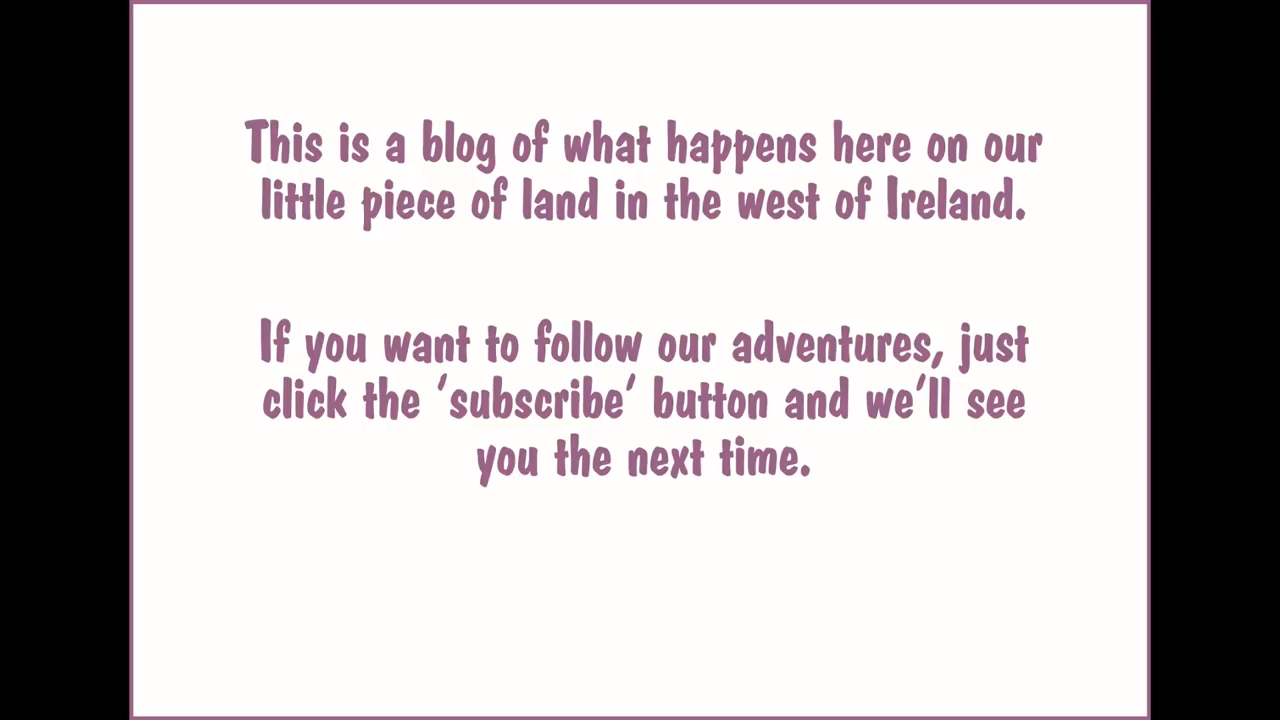 This is a blog of what happens here on our
little piece of land in the west of Ireland.
If you want to follow our adventures, just
click the ‘subscribe’ button and we’ll see
you the next time.